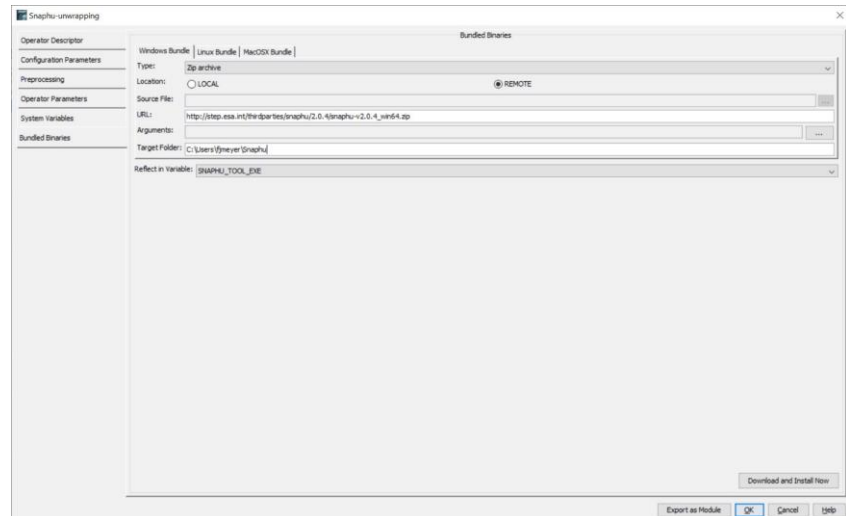 Snaphu-unwrapping
Operator Descriptor
Configuration Parameters
Preprocessing
Operator Parameters
System Variables
Bundled Binaries
Bundled Binaries
Windows Bundle Linux Bundle MacOSX Bundle
Type: Zip archive
Location: LOCAL REMOTE
Source File: ...
URL: http://step.esa.int/thirdparties/snaphu/2.0.4/snaphu-v2.0.4_win64.zip
Arguments: ...
Target Folder: C:\Users\fjmeyer\Snaphu
Reflect in Variable: SNAPHU_TOOL_EXE
Download and Install Now
Export as Module OK Cancel Help